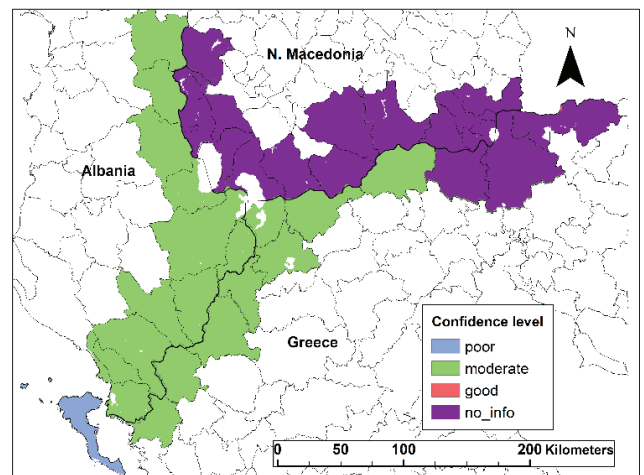 N. Macedonia
N
Albania
Greece
Confidence level
poor
moderate
good
no_info
0 50 100 200 Kilometers